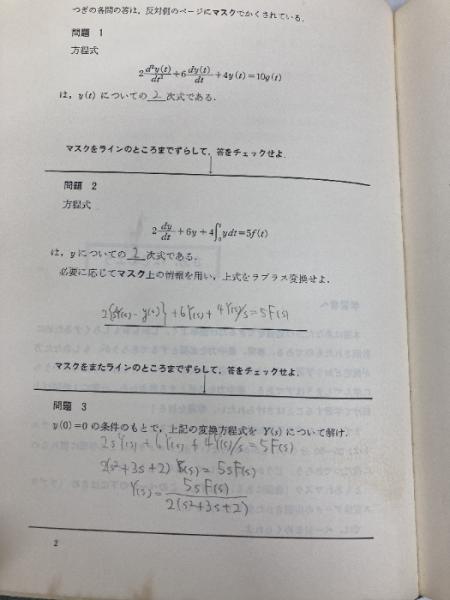 つぎの各問の答は、反対側のページにマスクでかくされている.
問題 1
方程式
2 d²y(t)/dt² + 6 dy(t)/dt + 4y(t) = 10g(t)
は、y(t) についての 2 次式である.
マスクをラインのところまでずらして、答をチェックせよ.
問題 2
方程式
2 dy/dt + 6y + 4∫₀ᵗ y dt = 5f(t)
は、y についての 2 次式である.
必要に応じてマスク上の情報を用い、上式をラプラス変換せよ.
2{sY(s) - y(0)} + 6Y(s) + 4Y(s)/s = 5F(s)
マスクをまたラインのところまでずらして、答をチェックせよ.
問題 3
y(0)=0 の条件のもとで、上記の変換方程式を Y(s) について解け.
2sY(s) + 6Y(s) + 4Y(s)/s = 5F(s)
2(s²+3s+2) Y(s) = 5sF(s)
Y(s) = 5sF(s) / 2(s²+3s+2)
2